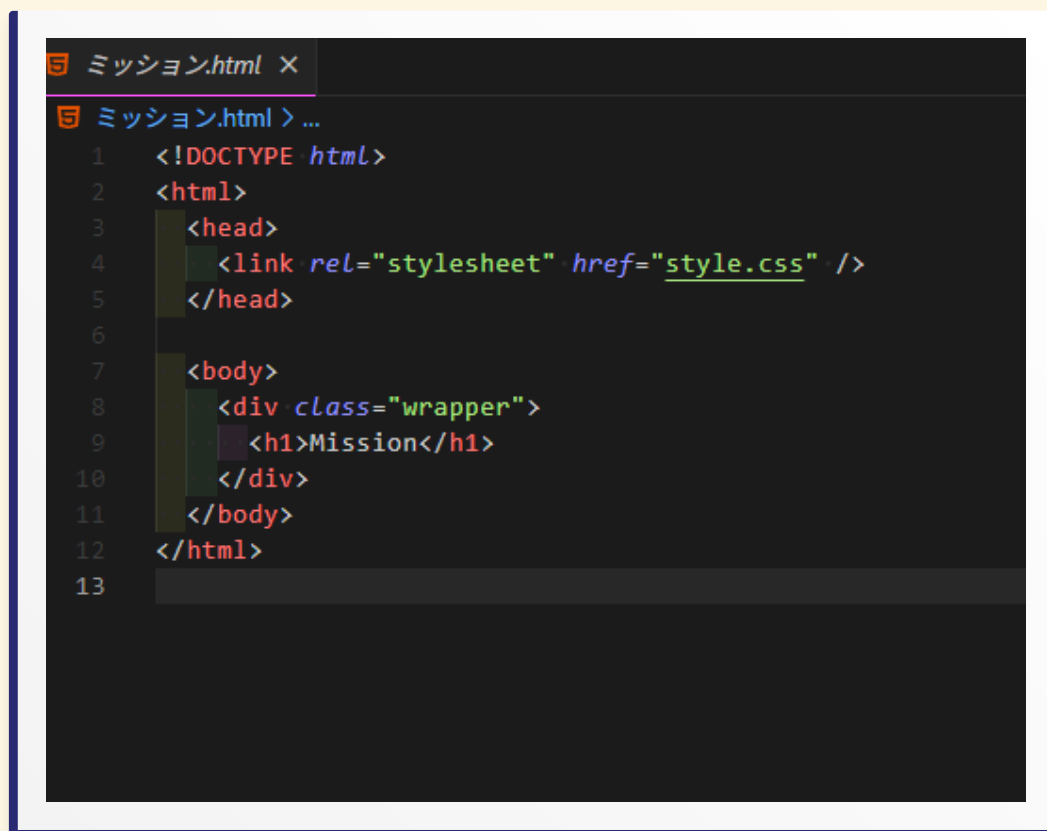 ミッション.html ×
ミッション.html > ...
1 <!DOCTYPE html>
2 <html>
3   <head>
4     <link rel="stylesheet" href="style.css" />
5   </head>
6
7   <body>
8     <div class="wrapper">
9       <h1>Mission</h1>
10     </div>
11   </body>
12 </html>
13